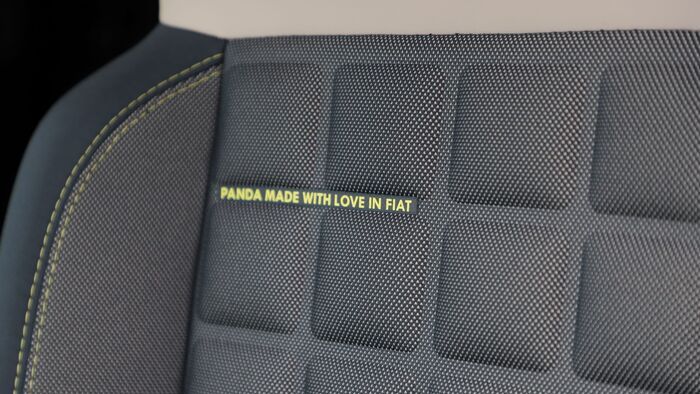 PANDA MADE WITH LOVE IN FIAT